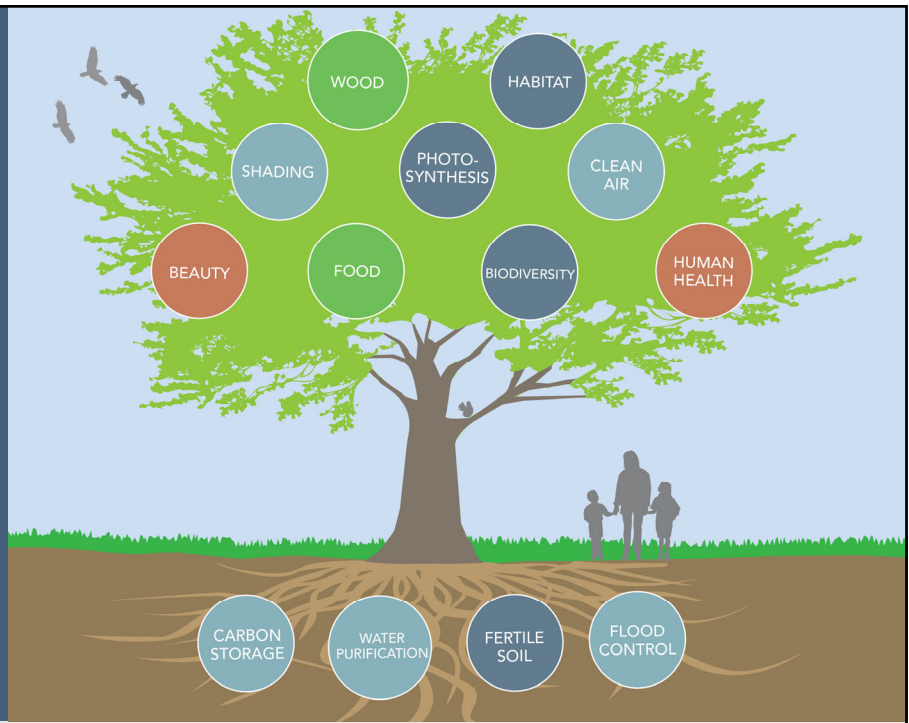 WOOD
HABITAT
SHADING
PHOTO-
SYNTHESIS
CLEAN
AIR
BEAUTY
FOOD
BIODIVERSITY
HUMAN
HEALTH
CARBON
STORAGE
WATER
PURIFICATION
FERTILE
SOIL
FLOOD
CONTROL